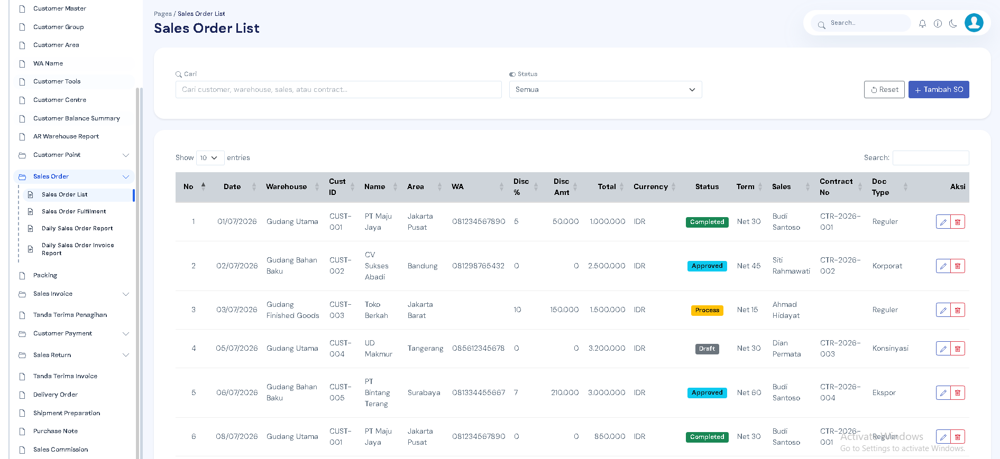 Customer Master
Customer Group
Customer Area
WA Name
Customer Tools
Customer Centre
Customer Balance Summary
AR Warehouse Report
Customer Point
Sales Order
Sales Order List
Sales Order Fulfilment
Daily Sales Order Report
Daily Sales Order Invoice
Report
Packing
Sales Invoice
Tanda Terima Penagihan
Customer Payment
Sales Return
Tanda Terima Invoice
Delivery Order
Shipment Preparation
Purchase Note
Sales Commission
Pages / Sales Order List
Sales Order List
Search...
Cari
Status
Cari customer, warehouse, sales, atau contract...
Semua
Reset
+ Tambah SO
Show 10 entries
Search:
No Date Warehouse Cust ID Name Area WA Disc % Disc Amt Total Currency Status Term Sales Contract No Doc Type Aksi
1 01/07/2026 Gudang Utama CUST-001 PT Maju Jaya Jakarta Pusat 081234567890 5 50.000 1.000.000 IDR Completed Net 30 Budi Santoso CTR-2026-001 Reguler
2 02/07/2026 Gudang Bahan Baku CUST-002 CV Sukses Abadi Bandung 081298765432 0 0 2.500.000 IDR Approved Net 45 Siti Rahmawati CTR-2026-002 Korporat
3 03/07/2026 Gudang Finished Goods CUST-003 Toko Berkah Jakarta Barat 10 150.000 1.500.000 IDR Process Net 15 Ahmad Hidayat Reguler
4 05/07/2026 Gudang Utama CUST-004 UD Makmur Tangerang 085612345678 0 0 3.200.000 IDR Draft Net 30 Dian Permata CTR-2026-003 Konsinyasi
5 06/07/2026 Gudang Bahan Baku CUST-005 PT Bintang Terang Surabaya 081334455667 7 210.000 3.000.000 IDR Approved Net 60 Budi Santoso CTR-2026-004 Ekspor
6 08/07/2026 Gudang Utama CUST-001 PT Maju Jaya Jakarta Pusat 081234567890 0 0 850.000 IDR Completed Net 30 Budi Santoso CTR-2026-001 Reguler
Activate Windows
Go to Settings to activate Windows.